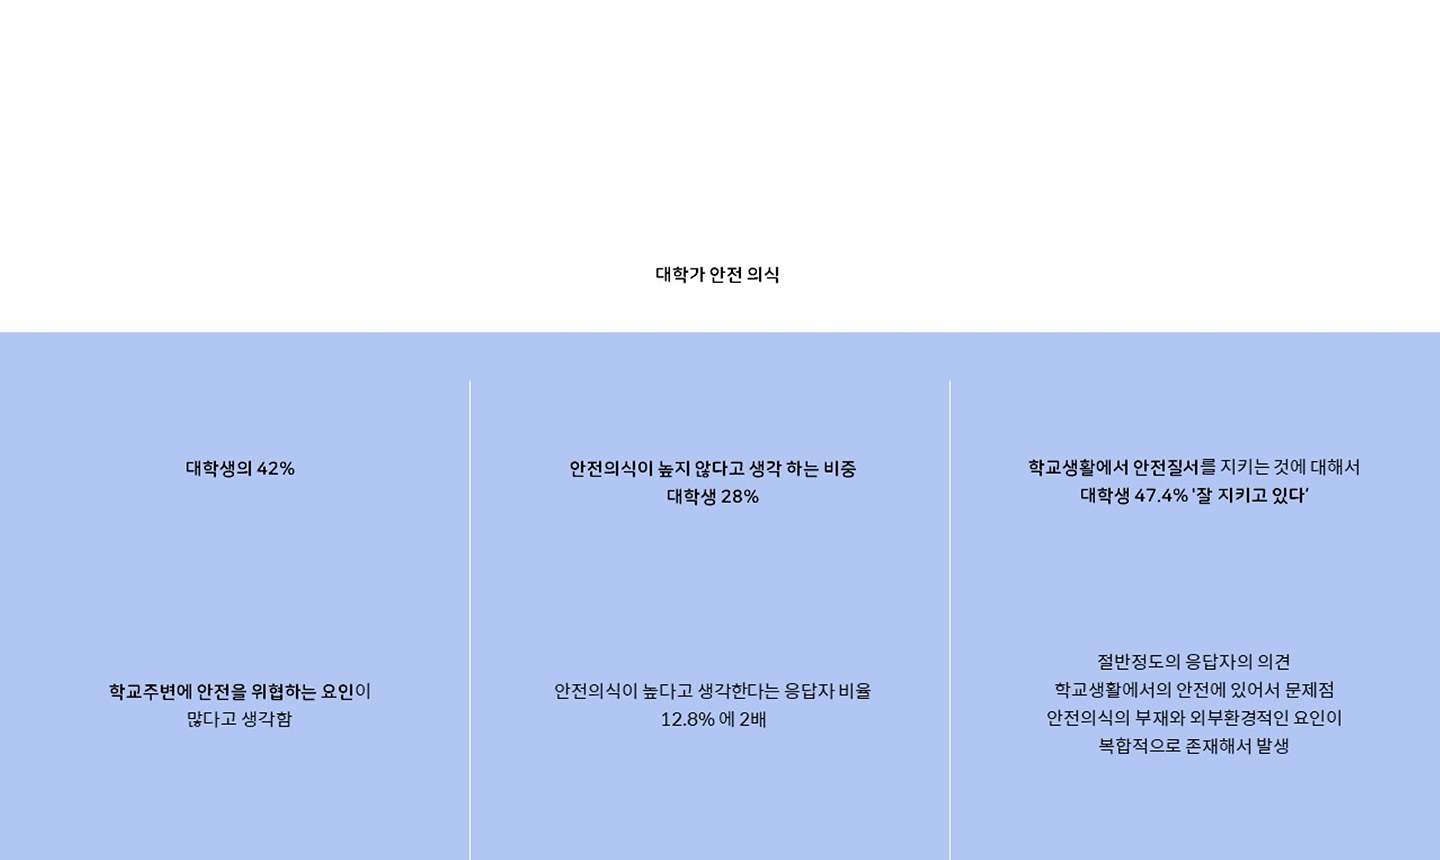 대학가 안전 의식
대학생의 42%
학교주변에 안전을 위협하는 요인이
많다고 생각함
안전의식이 높지 않다고 생각 하는 비중
대학생 28%
안전의식이 높다고 생각한다는 응답자 비율
12.8% 에 2배
학교생활에서 안전질서를 지키는 것에 대해서
대학생 47.4% '잘 지키고 있다’
절반정도의 응답자의 의견
학교생활에서의 안전에 있어서 문제점
안전의식의 부재와 외부환경적인 요인이
복합적으로 존재해서 발생